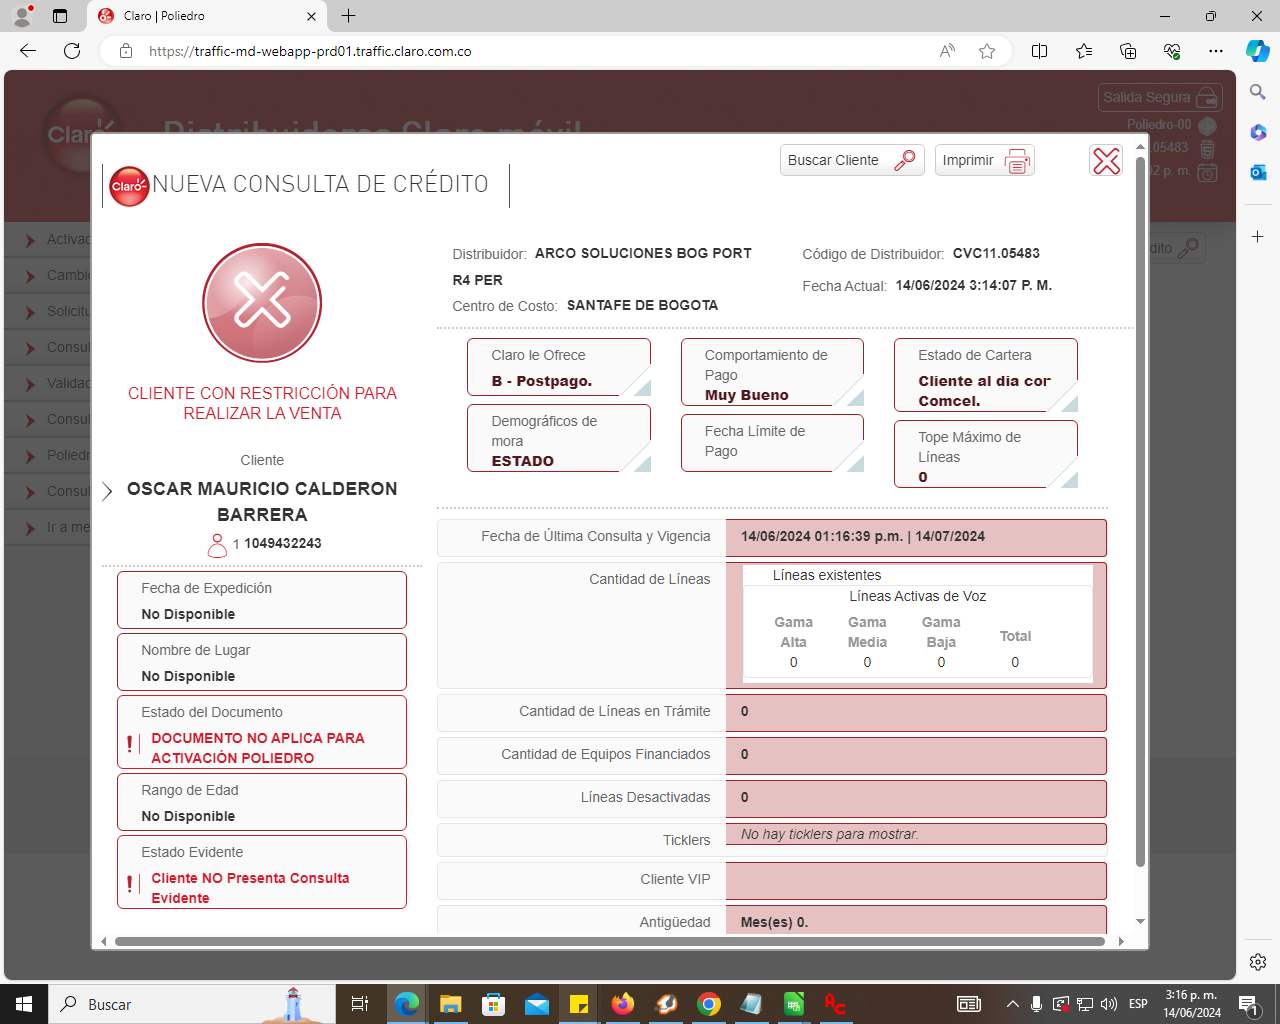 Claro | Poliedro
https://traffic-md-webapp-prd01.traffic.claro.com.co
Claro
Distribuidores Claro móvil
Salida Segura
Poliedro-00
.05483
02 p. m.
NUEVA CONSULTA DE CRÉDITO
Buscar Cliente
Imprimir
Claro
Activac
Cambi
Solicitu
Consul
Validac
Consul
Poliedr
Consul
Ir a me
dito
CLIENTE CON RESTRICCIÓN PARA
REALIZAR LA VENTA
Cliente
OSCAR MAURICIO CALDERON
BARRERA
1 1049432243
Fecha de Expedición
No Disponible
Nombre de Lugar
No Disponible
Estado del Documento
DOCUMENTO NO APLICA PARA
ACTIVACIÓN POLIEDRO
Rango de Edad
No Disponible
Estado Evidente
Cliente NO Presenta Consulta
Evidente
Distribuidor: ARCO SOLUCIONES BOG PORT
R4 PER
Centro de Costo: SANTAFE DE BOGOTA
Código de Distribuidor: CVC11.05483
Fecha Actual: 14/06/2024 3:14:07 P. M.
Claro le Ofrece
B - Postpago.
Comportamiento de
Pago
Muy Bueno
Estado de Cartera
Cliente al dia cor
Comcel.
Demográficos de
mora
ESTADO
Fecha Límite de
Pago
Tope Máximo de
Líneas
0
Fecha de Última Consulta y Vigencia
14/06/2024 01:16:39 p.m. | 14/07/2024
Cantidad de Líneas
Líneas existentes
Líneas Activas de Voz
Gama Alta Gama Media Gama Baja Total
0 0 0 0
Cantidad de Líneas en Trámite
0
Cantidad de Equipos Financiados
0
Líneas Desactivadas
0
Ticklers
No hay ticklers para mostrar.
Cliente VIP
Antigüedad
Mes(es) 0.
Buscar
ESP
3:16 p. m.
14/06/2024
1